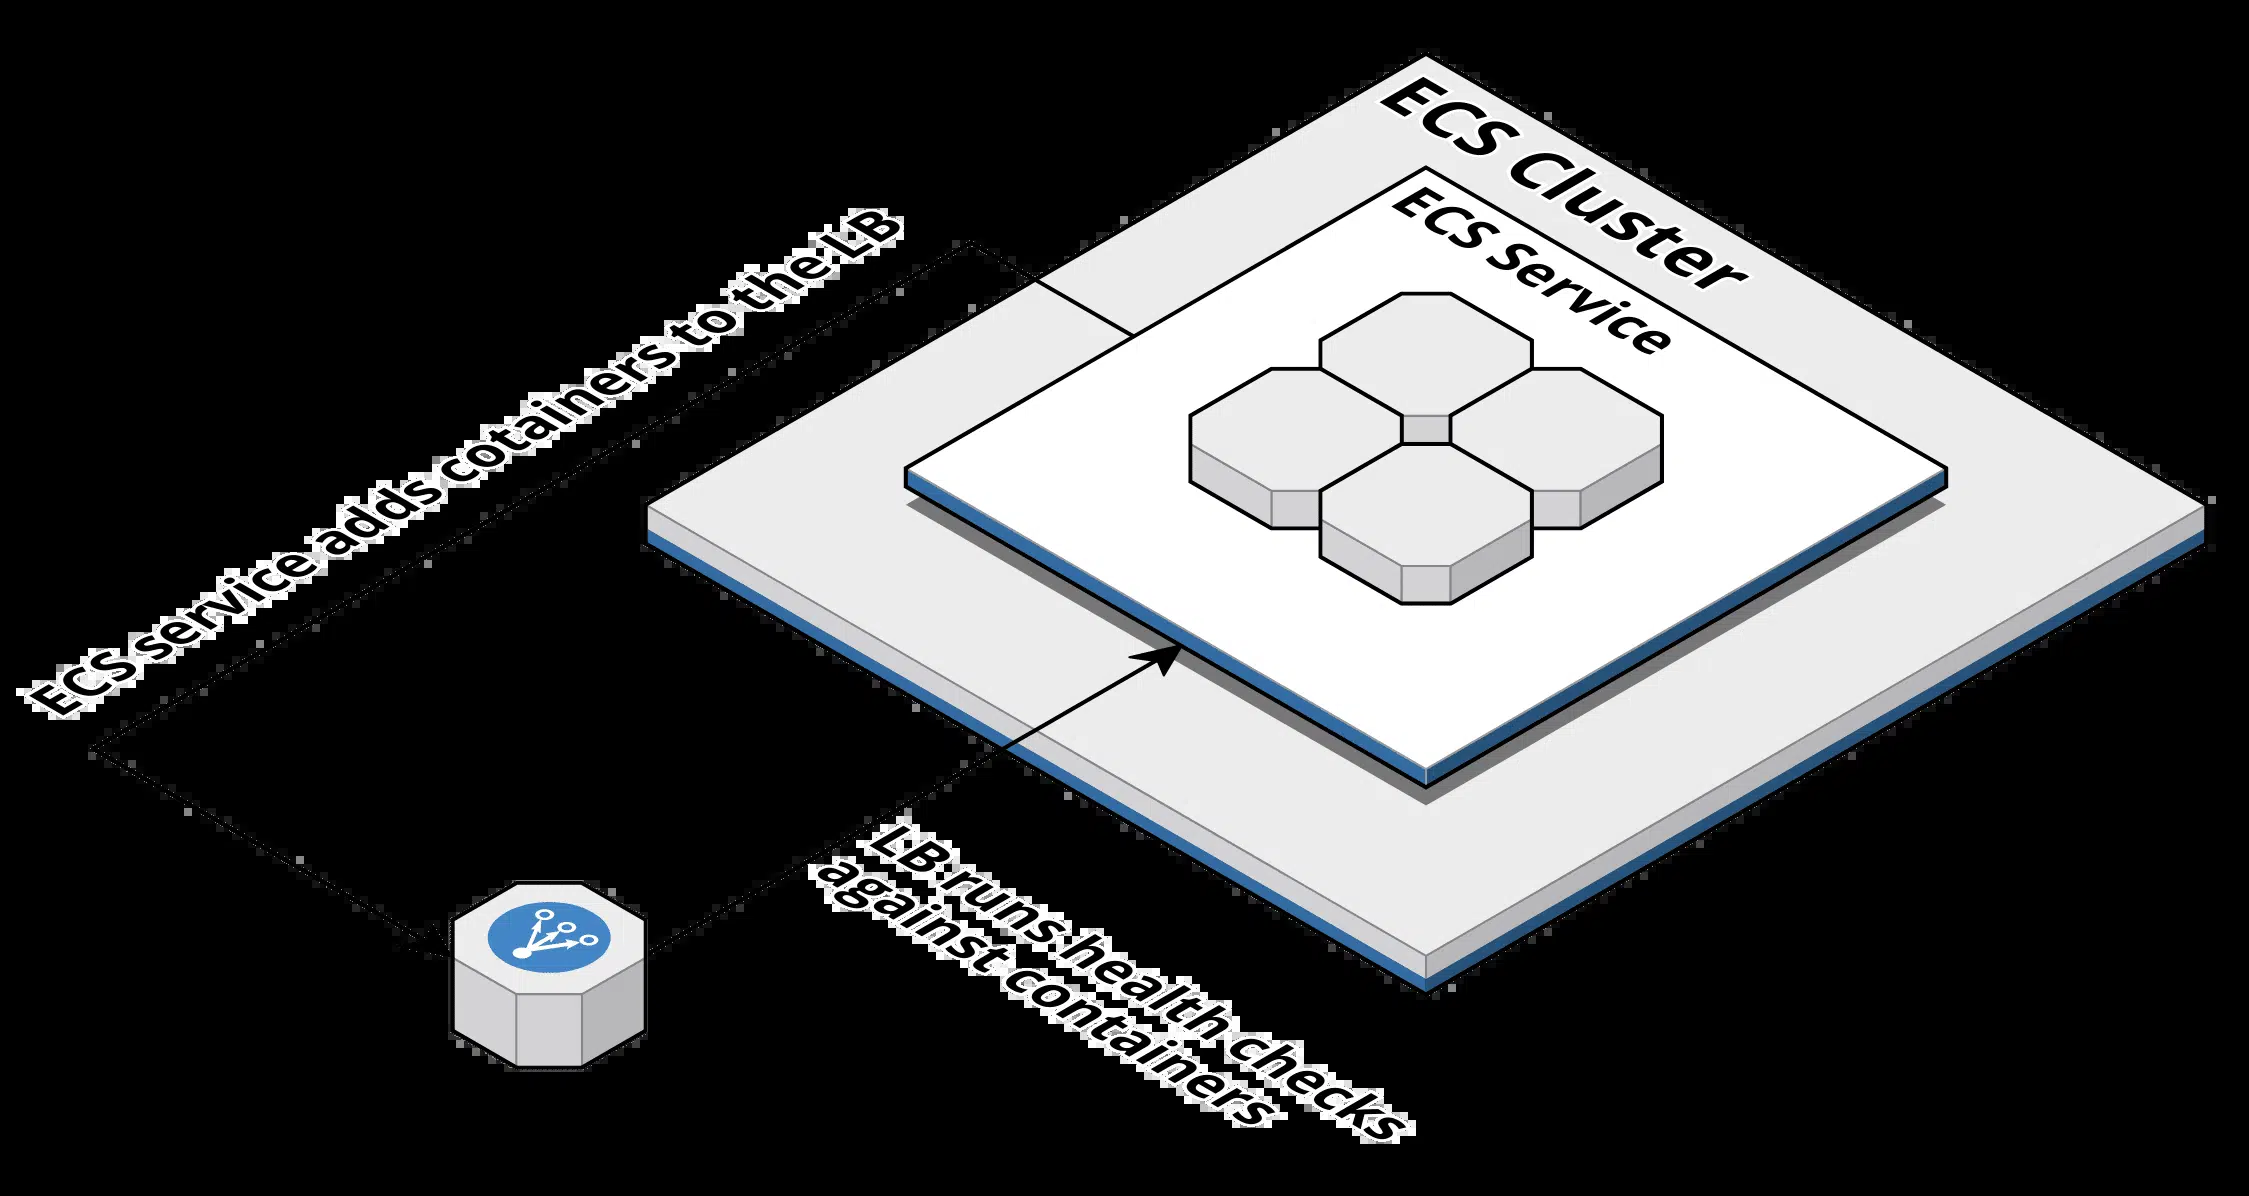 ECS Cluster
ECS Service
ECS service adds cotainers to the LB
LB runs health checks
against containers